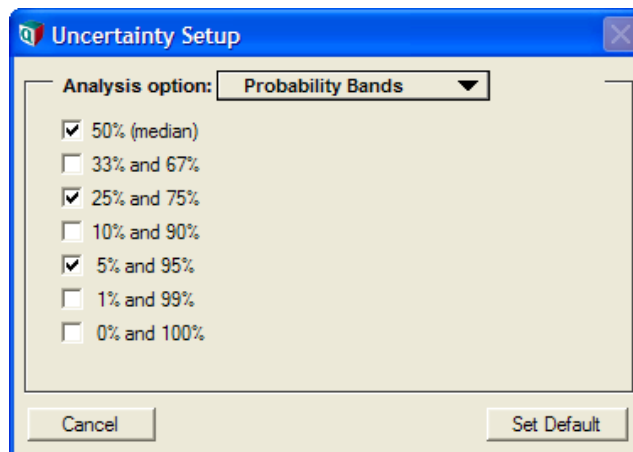 Uncertainty Setup
Analysis option: Probability Bands
50% (median)
33% and 67%
25% and 75%
10% and 90%
5% and 95%
1% and 99%
0% and 100%
Cancel Set Default